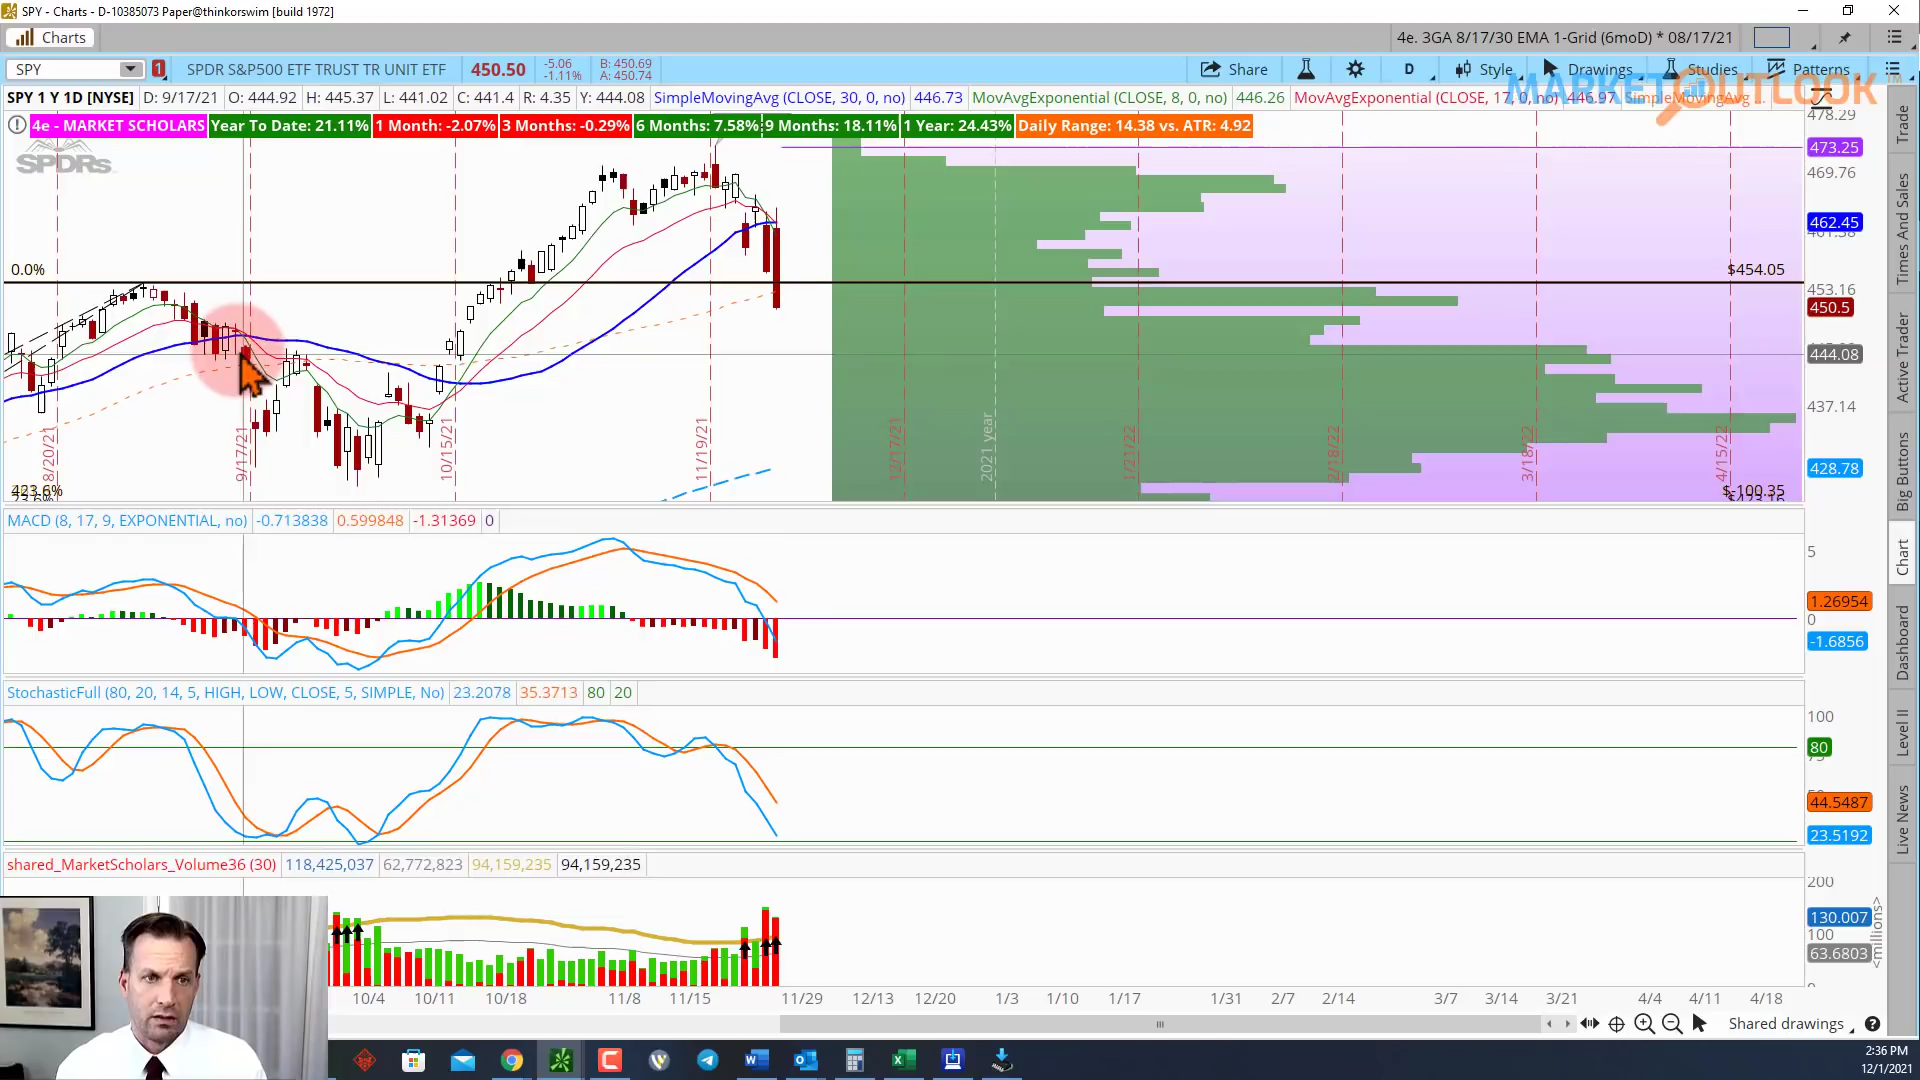 SPY - Charts - D-10385073 Paper@thinkorswim [build 1972]
Charts
4e. 3GA 8/17/30 EMA 1-Grid (6moD) * 08/17/21
SPY
1
SPDR S&P500 ETF TRUST TR UNIT ETF
450.50
-5.06
-1.11%
B: 450.69
A: 450.74
Share
D
Style
Drawings
Studies
Patterns
MARKET OUTLOOK
SPY 1 Y 1D [NYSE] D: 9/17/21 O: 444.92 H: 445.37 L: 441.02 C: 441.4 R: 4.35 Y: 444.08 SimpleMovingAvg (CLOSE, 30, 0, no) 446.73 MovAvgExponential (CLOSE, 8, 0, no) 446.26 MovAvgExponential (CLOSE, 17, 0, no) 446.97 SimpleMovingAvg ...
4e - MARKET SCHOLARS Year To Date: 21.11% 1 Month: -2.07% 3 Months: -0.29% 6 Months: 7.58% 9 Months: 18.11% 1 Year: 24.43% Daily Range: 14.38 vs. ATR: 4.92
SPDRs
478.29
473.25
469.76
462.45
0.0%
$454.05
453.16
450.5
444.08
437.14
428.78
423.6%
$-100.35
8/20/21
9/17/21
10/15/21
11/19/21
12/17/21
2021 year
1/21/22
2/18/22
3/18/22
4/15/22
MACD (8, 17, 9, EXPONENTIAL, no) -0.713838 0.599848 -1.31369 0
5
1.26954
0
-1.6856
StochasticFull (80, 20, 14, 5, HIGH, LOW, CLOSE, 5, SIMPLE, No) 23.2078 35.3713 80 20
100
80
44.5487
23.5192
shared_MarketScholars_Volume36 (30) 118,425,037 62,772,823 94,159,235 94,159,235
200
130.007
100
63.6803
<millions>
10/4 10/11 10/18 11/8 11/15 11/29 12/13 12/20 1/3 1/10 1/17 1/31 2/7 2/14 3/7 3/14 3/21 4/4 4/11 4/18
Shared drawings
Trade
Times And Sales
Active Trader
Big Buttons
Chart
Dashboard
Level II
Live News
2:36 PM
12/1/2021